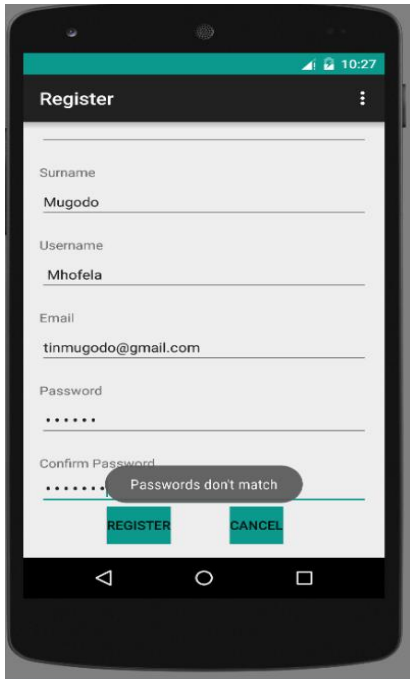 10:27
Register
Surname
Mugodo
Username
Mhofela
Email
tinmugodo@gmail.com
Password
••••••
Confirm Password
•••••••
Passwords don't match
REGISTER CANCEL